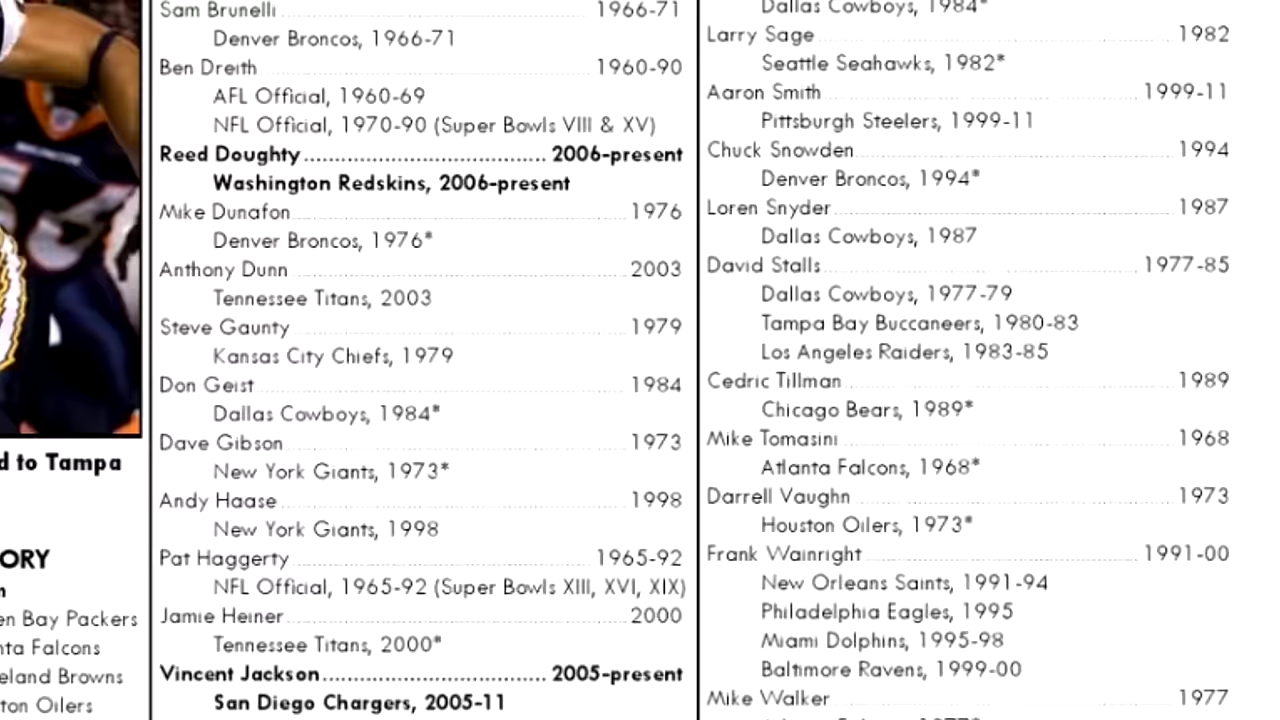 d to Tampa
ORY
n
en Bay Packers
nta Falcons
eland Browns
ton Oilers
Sam Brunelli 1966-71
Denver Broncos, 1966-71
Ben Dreith 1960-90
AFL Official, 1960-69
NFL Official, 1970-90 (Super Bowls VIII & XV)
Reed Doughty 2006-present
Washington Redskins, 2006-present
Mike Dunafon 1976
Denver Broncos, 1976*
Anthony Dunn 2003
Tennessee Titans, 2003
Steve Gaunty 1979
Kansas City Chiefs, 1979
Don Geist 1984
Dallas Cowboys, 1984*
Dave Gibson 1973
New York Giants, 1973*
Andy Haase 1998
New York Giants, 1998
Pat Haggerty 1965-92
NFL Official, 1965-92 (Super Bowls XIII, XVI, XIX)
Jamie Heiner 2000
Tennessee Titans, 2000*
Vincent Jackson 2005-present
San Diego Chargers, 2005-11
Dallas Cowboys, 1984*
Larry Sage 1982
Seattle Seahawks, 1982*
Aaron Smith 1999-11
Pittsburgh Steelers, 1999-11
Chuck Snowden 1994
Denver Broncos, 1994*
Loren Snyder 1987
Dallas Cowboys, 1987
David Stalls 1977-85
Dallas Cowboys, 1977-79
Tampa Bay Buccaneers, 1980-83
Los Angeles Raiders, 1983-85
Cedric Tillman 1989
Chicago Bears, 1989*
Mike Tomasini 1968
Atlanta Falcons, 1968*
Darrell Vaughn 1973
Houston Oilers, 1973*
Frank Wainright 1991-00
New Orleans Saints, 1991-94
Philadelphia Eagles, 1995
Miami Dolphins, 1995-98
Baltimore Ravens, 1999-00
Mike Walker 1977